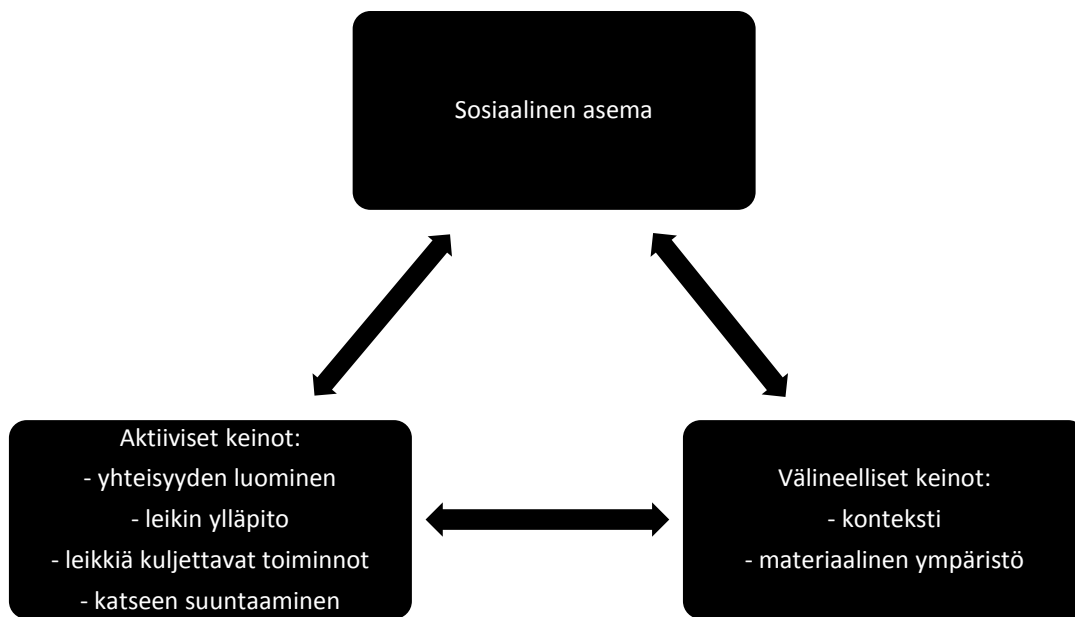 Sosiaalinen asema
Aktiiviset keinot:
- yhteisyyden luominen
- leikin ylläpito
- leikkiä kuljettavat toiminnot
- katseen suuntaaminen
Välineelliset keinot:
- konteksti
- materiaalinen ympäristö